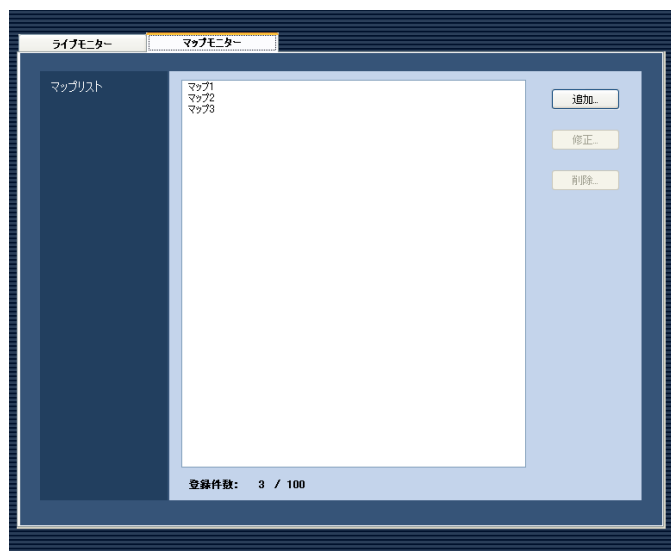 ライブモニター
マップモニター
マップリスト
マップ1
マップ2
マップ3
追加...
修正...
削除...
登録件数: 3 / 100